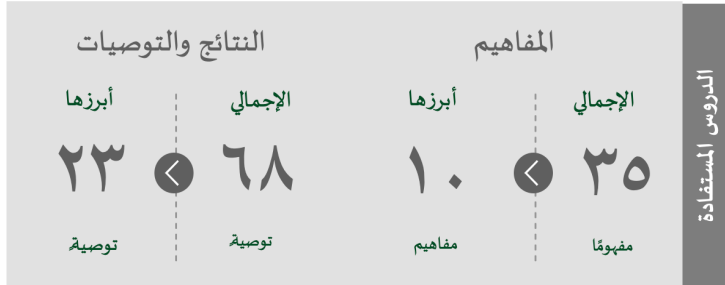 الدروس المستفادة
المفاهيم
الإجمالي
٣٥
مفهومًا
أبرزها
١٠
مفاهيم
النتائج والتوصيات
الإجمالي
٦٨
توصية
أبرزها
٢٣
توصية